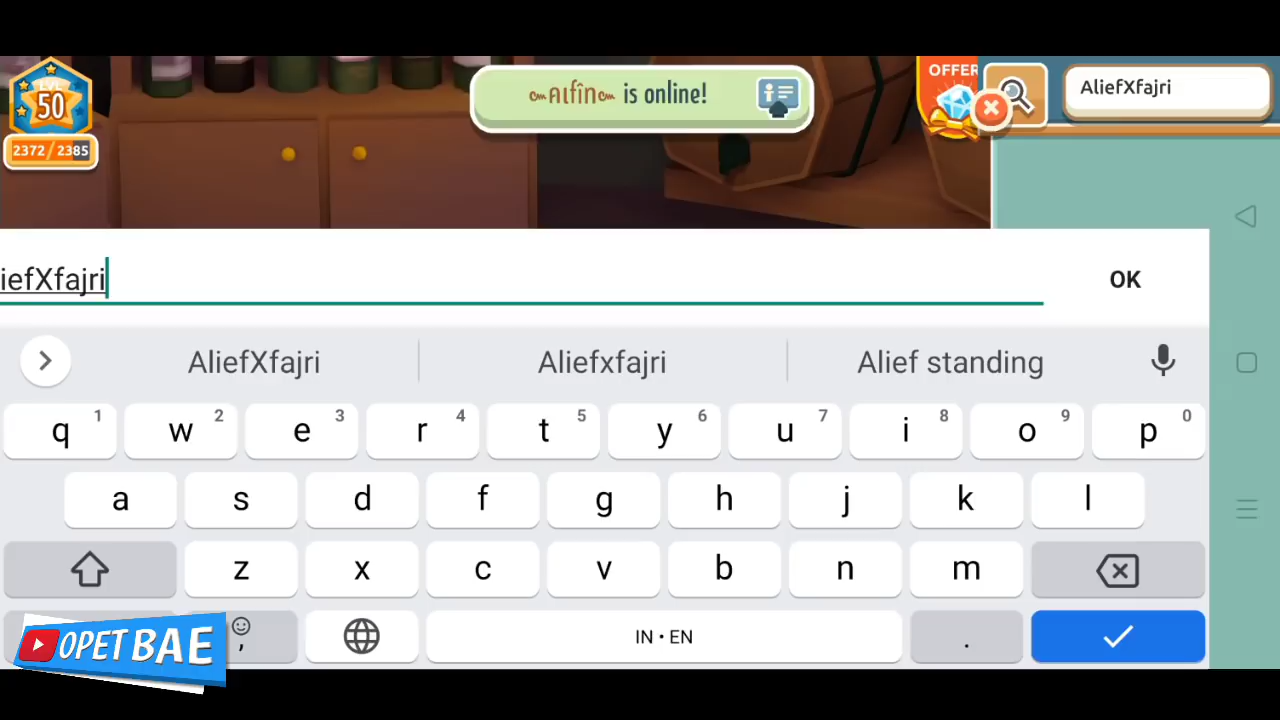 50
2372 / 2385
~Alfin~ is online!
OFFER
AliefXfajri
iefXfajri
OK
AliefXfajri
Aliefxfajri
Alief standing
q 1 w 2 e 3 r 4 t 5 y 6 u 7 i 8 o 9 p 0
a s d f g h j k l
z x c v b n m
, IN • EN .
OPET BAE